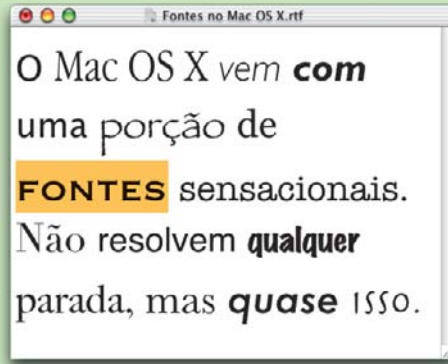 Fontes no Mac OS X.rtf
O Mac OS X vem com
uma porção de
FONTES sensacionais.
Não resolvem qualquer
parada, mas quase isso.